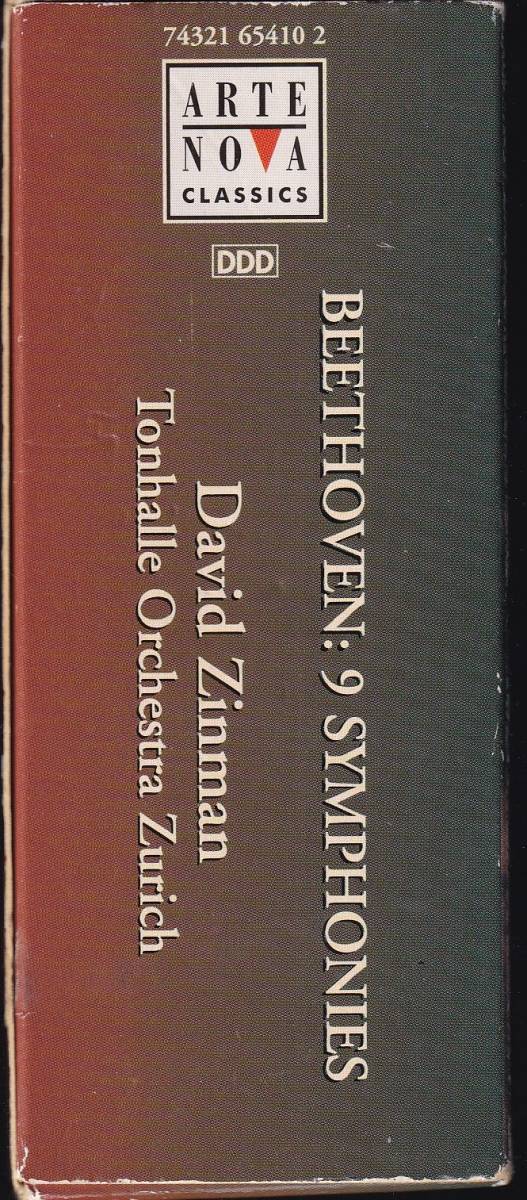 74321 65410 2
ARTE
NOVA
CLASSICS
DDD
BEETHOVEN: 9 SYMPHONIES
David Zinman
Tonhalle Orchestra Zurich